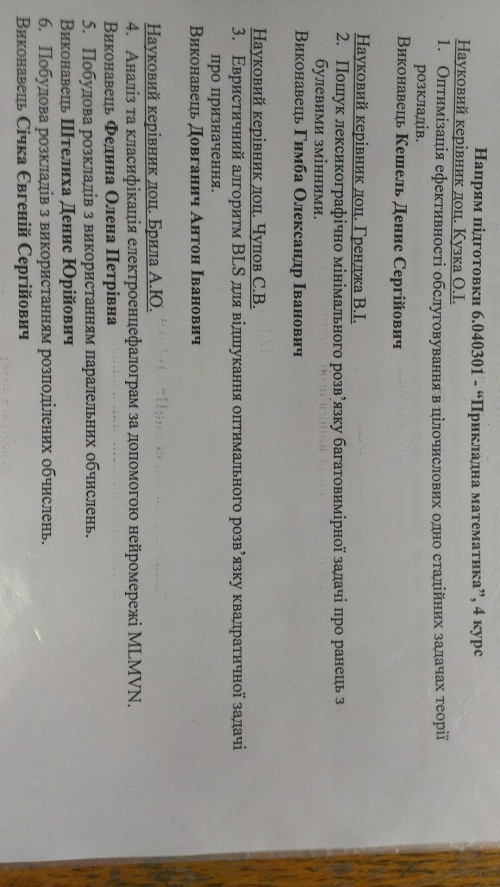 Напрям підготовки 6.040301 - “Прикладна математика”, 4 курс
Науковий керівник доц. Кузка О.І.
1. Оптимізація ефективності обслуговування в цілочислових одно стадійних задачах теорії
розкладів.
Виконавець Кешель Денис Сергійович
Науковий керівник доц. Гренджа В.І.
2. Пошук лексикографічно мінімального розв’язку багатовимірної задачі про ранець з
булевими змінними.
Виконавець Гимба Олександр Іванович
Науковий керівник доц. Чупов С.В.
3. Евристичний алгоритм BLS для відшукання оптимального розв’язку квадратичної задачі
про призначення.
Виконавець Довганич Антон Іванович
Науковий керівник доц. Брила А.Ю.
4. Аналіз та класифікація електроенцефалограм за допомогою нейромережі MLMVN.
Виконавець Федина Олена Петрівна
5. Побудова розкладів з використанням паралельних обчислень.
Виконавець Штелиха Денис Юрійович
6. Побудова розкладів з використанням розподілених обчислень.
Виконавець Січка Євгеній Сергійович